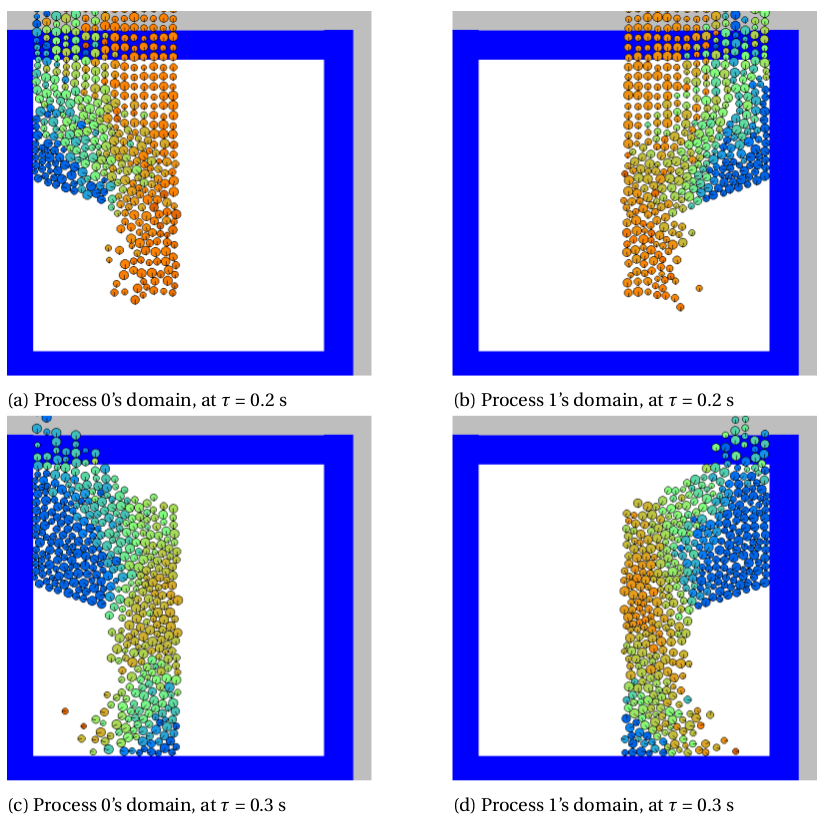 (a) Process 0’s domain, at τ = 0.2 s
(b) Process 1’s domain, at τ = 0.2 s
(c) Process 0’s domain, at τ = 0.3 s
(d) Process 1’s domain, at τ = 0.3 s